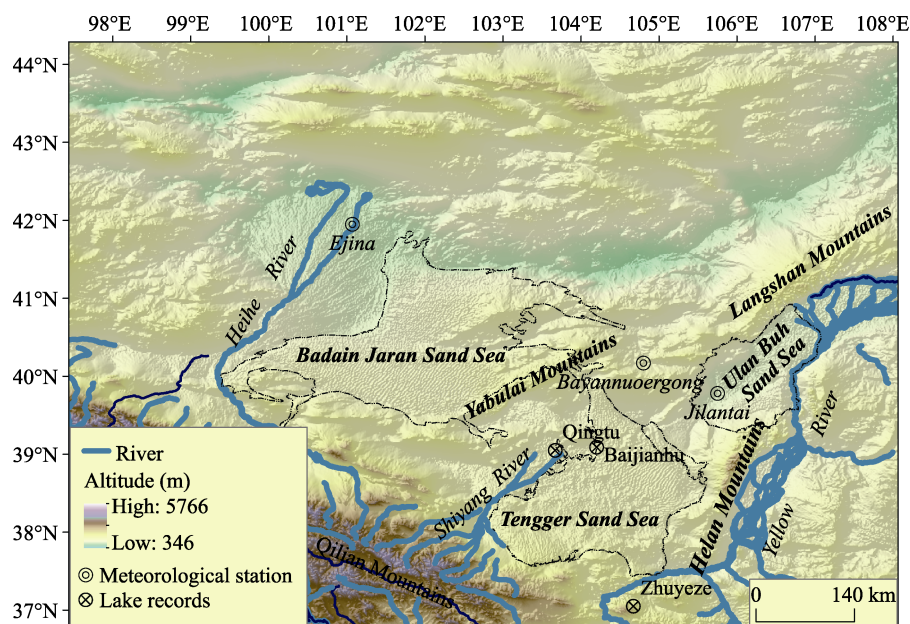 98°E 99°E 100°E 101°E 102°E 103°E 104°E 105°E 106°E 107°E 108°E
44°N
43°N
42°N
41°N
40°N
39°N
38°N
37°N
Ejina
Heihe River
Langshan Mountains
Badain Jaran Sand Sea
Yabulai Mountains
Bayannuoergong
Ulan Buh
Sand Sea
Jilantai
Qingtu
Baijianhu
Shiyang River
Tengger Sand Sea
Helan Mountains
Yellow River
Qilian Mountains
Zhuyeze
River
Altitude (m)
High: 5766
Low: 346
Meteorological station
Lake records
0 140 km